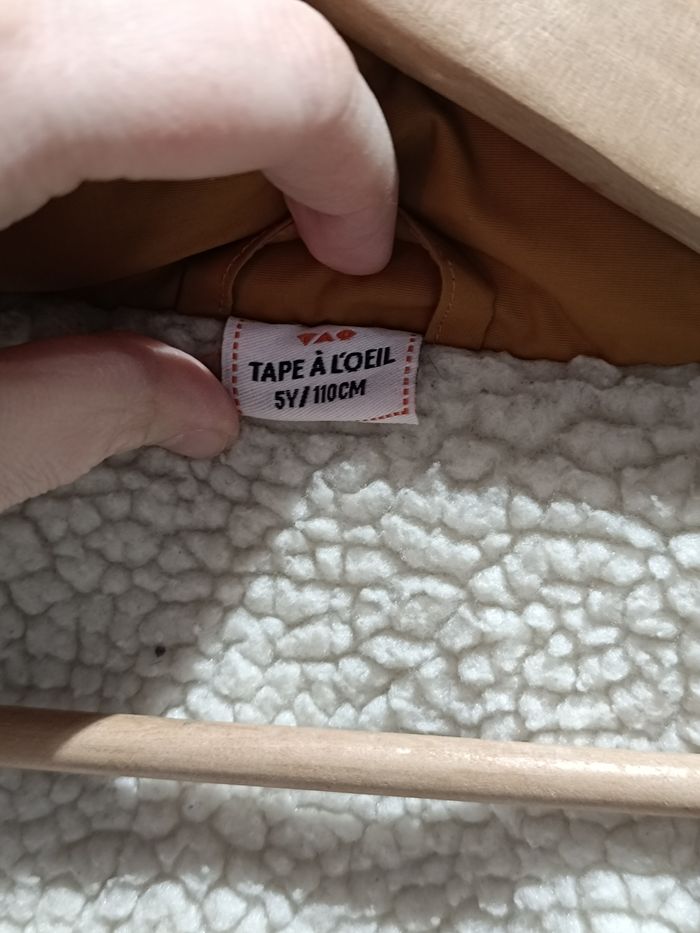 TAO
TAPE À L'OEIL
5Y/110CM